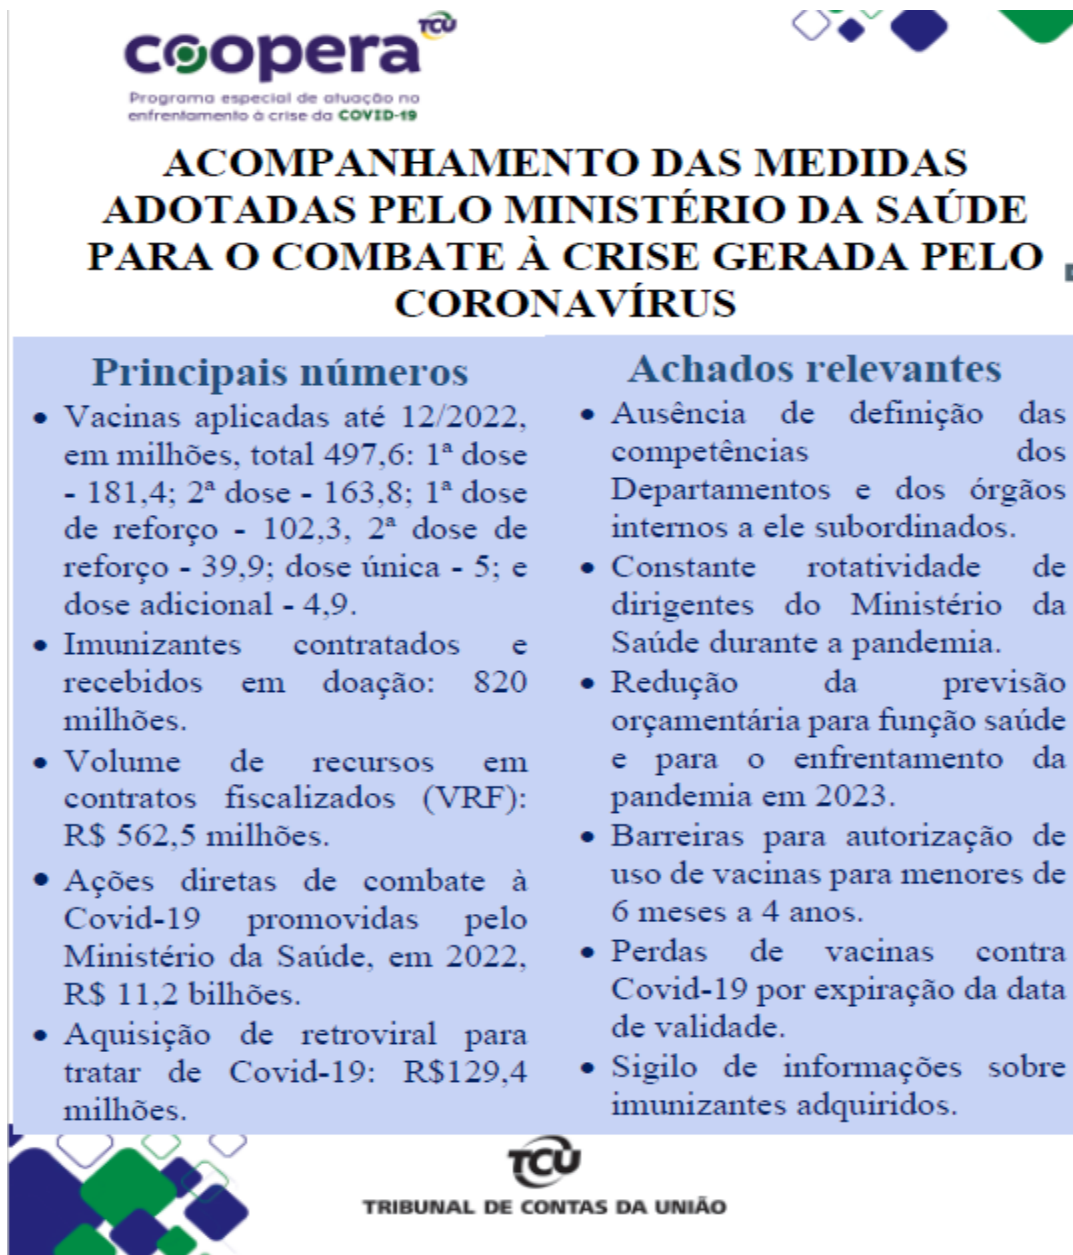 coopera TCU
Programa especial de atuação no
enfrentamento à crise da COVID-19
ACOMPANHAMENTO DAS MEDIDAS
ADOTADAS PELO MINISTÉRIO DA SAÚDE
PARA O COMBATE À CRISE GERADA PELO
CORONAVÍRUS
Principais números
• Vacinas aplicadas até 12/2022,
em milhões, total 497,6: 1ª dose
- 181,4; 2ª dose - 163,8; 1ª dose
de reforço - 102,3, 2ª dose de
reforço - 39,9; dose única - 5; e
dose adicional - 4,9.
• Imunizantes contratados e
recebidos em doação: 820
milhões.
• Volume de recursos em
contratos fiscalizados (VRF):
R$ 562,5 milhões.
• Ações diretas de combate à
Covid-19 promovidas pelo
Ministério da Saúde, em 2022,
R$ 11,2 bilhões.
• Aquisição de retroviral para
tratar de Covid-19: R$129,4
milhões.
Achados relevantes
• Ausência de definição das
competências dos
Departamentos e dos órgãos
internos a ele subordinados.
• Constante rotatividade de
dirigentes do Ministério da
Saúde durante a pandemia.
• Redução da previsão
orçamentária para função saúde
e para o enfrentamento da
pandemia em 2023.
• Barreiras para autorização de
uso de vacinas para menores de
6 meses a 4 anos.
• Perdas de vacinas contra
Covid-19 por expiração da data
de validade.
• Sigilo de informações sobre
imunizantes adquiridos.
TCU
TRIBUNAL DE CONTAS DA UNIÃO